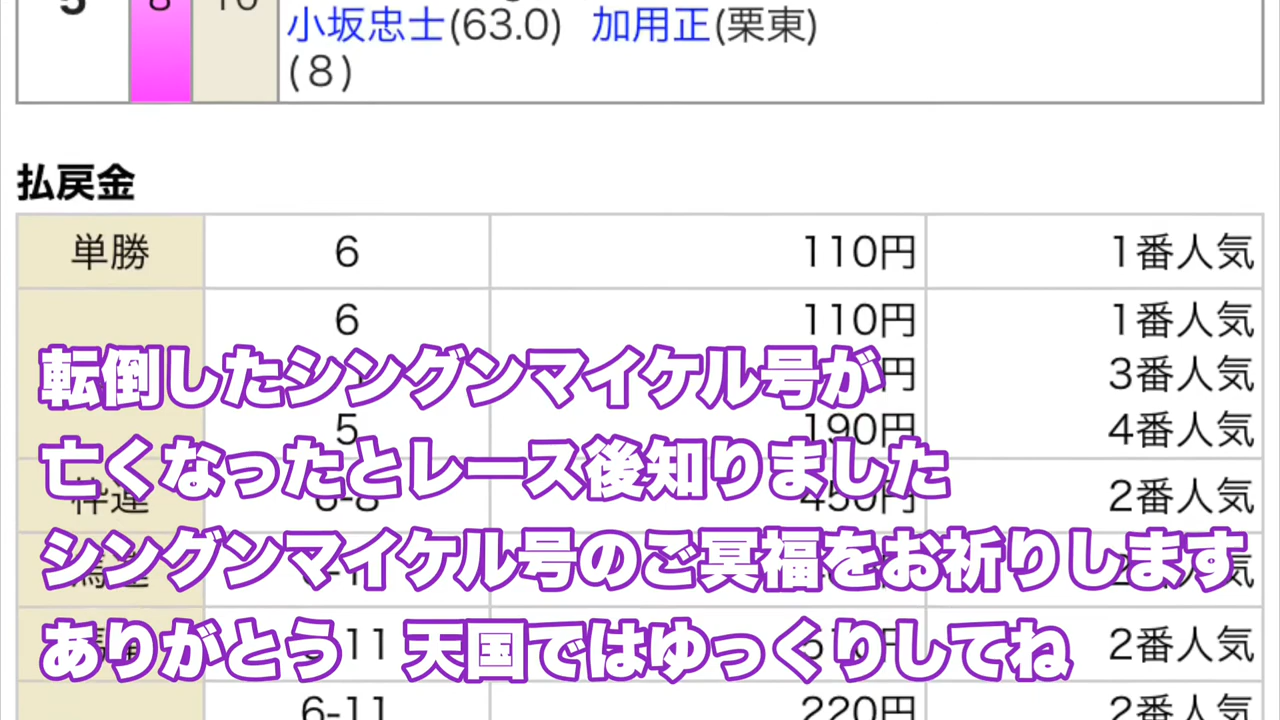 小坂忠士(63.0) 加用正(栗東)
(8)
払戻金
単勝 6 110円 1番人気
6 110円 1番人気
円 3番人気
5 190円 4番人気
枠連 6-8 450円 2番人気
2番人気
6-11 220円 2番人気
転倒したシングンマイケル号が
亡くなったとレース後知りました
シングンマイケル号のご冥福をお祈りします
ありがとう 天国ではゆっくりしてね